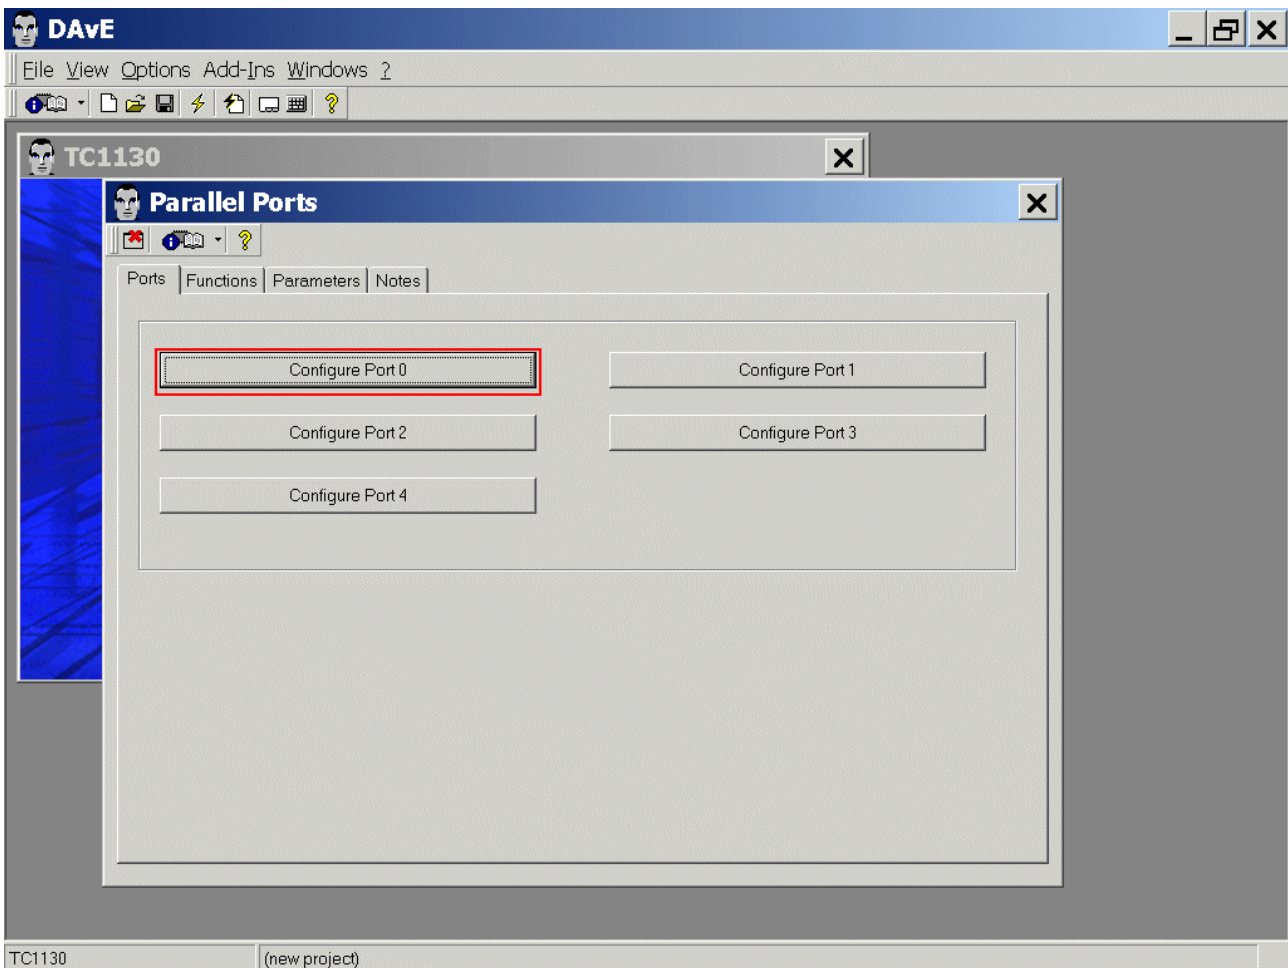 DAvE
File View Options Add-Ins Windows ?
TC1130
Parallel Ports
Ports Functions Parameters Notes
Configure Port 0 Configure Port 1
Configure Port 2 Configure Port 3
Configure Port 4
TC1130 (new project)